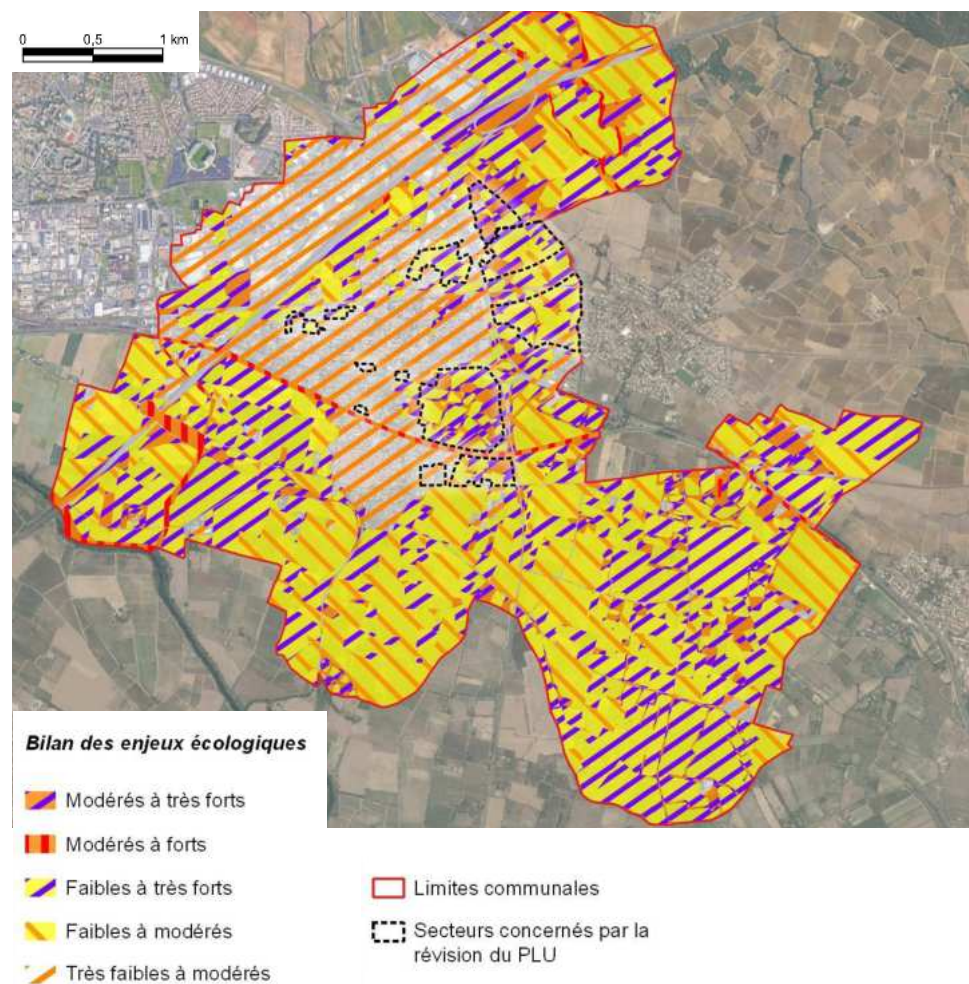 0 0,5 1 km
Bilan des enjeux écologiques
Modérés à très forts
Modérés à forts
Faibles à très forts
Faibles à modérés
Très faibles à modérés
Limites communales
Secteurs concernés par la
révision du PLU